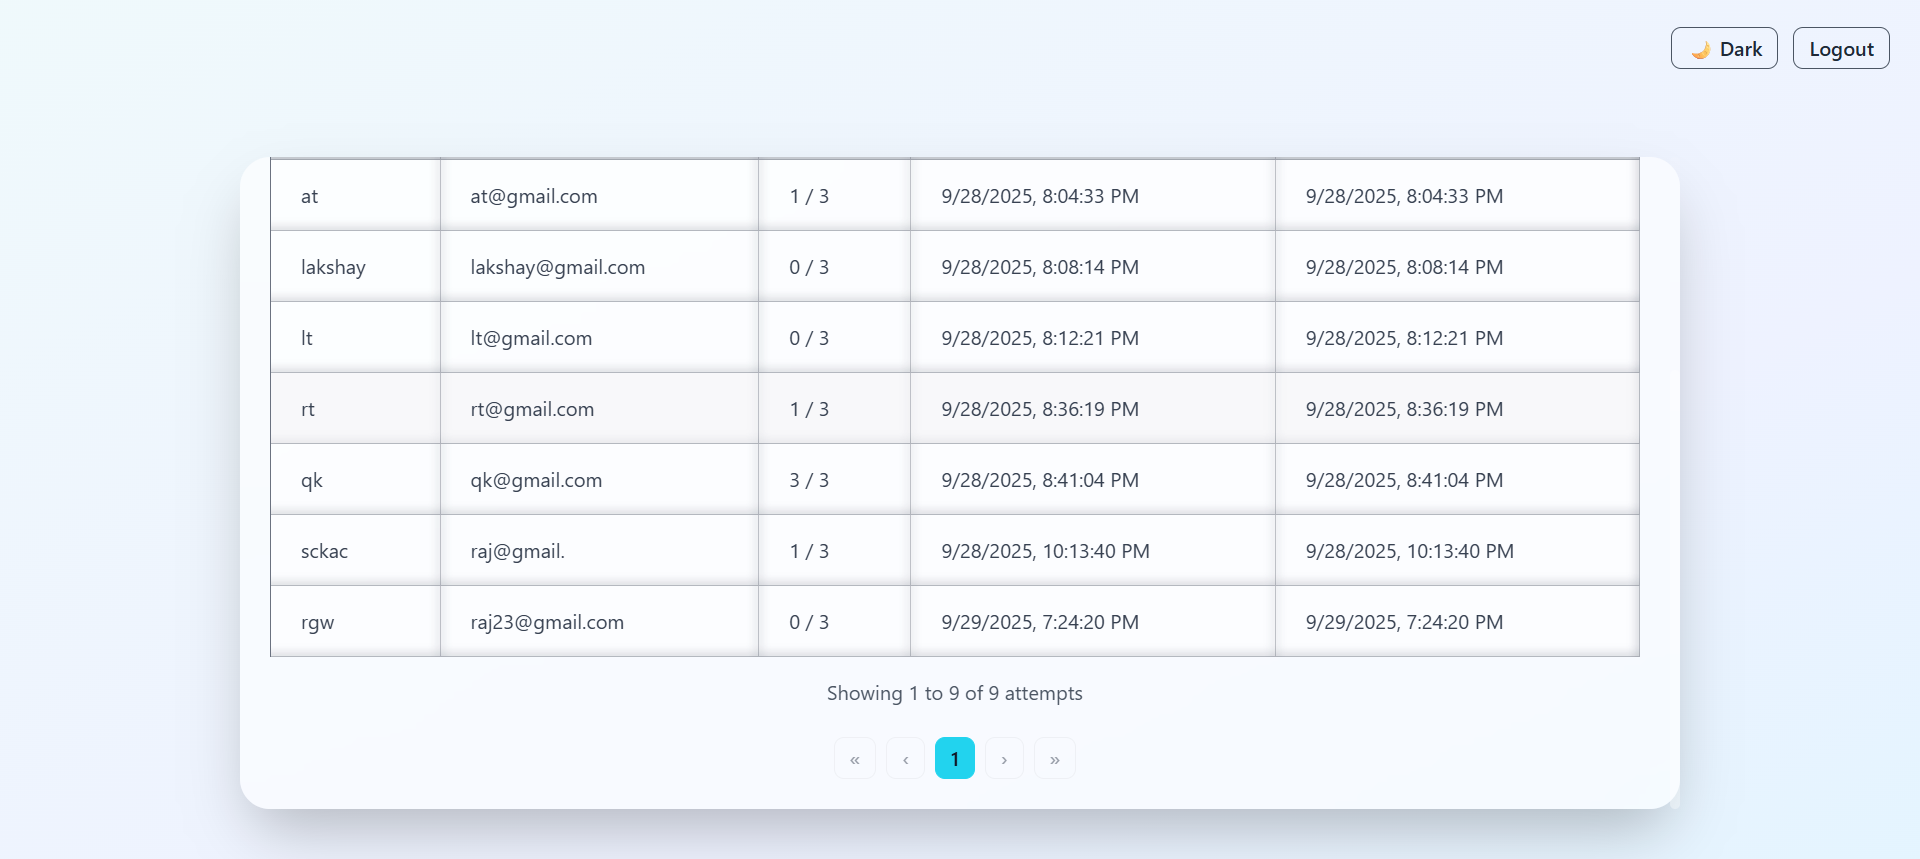 🌙 Dark Logout
at at@gmail.com 1 / 3 9/28/2025, 8:04:33 PM 9/28/2025, 8:04:33 PM
lakshay lakshay@gmail.com 0 / 3 9/28/2025, 8:08:14 PM 9/28/2025, 8:08:14 PM
lt lt@gmail.com 0 / 3 9/28/2025, 8:12:21 PM 9/28/2025, 8:12:21 PM
rt rt@gmail.com 1 / 3 9/28/2025, 8:36:19 PM 9/28/2025, 8:36:19 PM
qk qk@gmail.com 3 / 3 9/28/2025, 8:41:04 PM 9/28/2025, 8:41:04 PM
sckac raj@gmail. 1 / 3 9/28/2025, 10:13:40 PM 9/28/2025, 10:13:40 PM
rgw raj23@gmail.com 0 / 3 9/29/2025, 7:24:20 PM 9/29/2025, 7:24:20 PM
Showing 1 to 9 of 9 attempts
« ‹ 1 › »